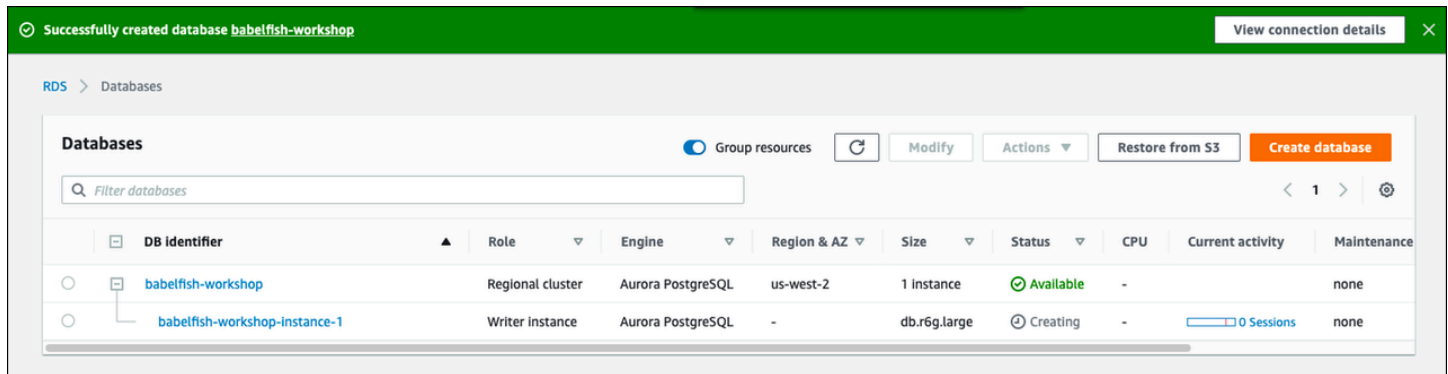 Successfully created database babelfish-workshop View connection details
RDS > Databases
Databases Group resources Modify Actions Restore from S3 Create database
Filter databases 1
DB identifier Role Engine Region & AZ Size Status CPU Current activity Maintenance
babelfish-workshop Regional cluster Aurora PostgreSQL us-west-2 1 instance Available - none
babelfish-workshop-instance-1 Writer instance Aurora PostgreSQL - db.r6g.large Creating - 0 Sessions none